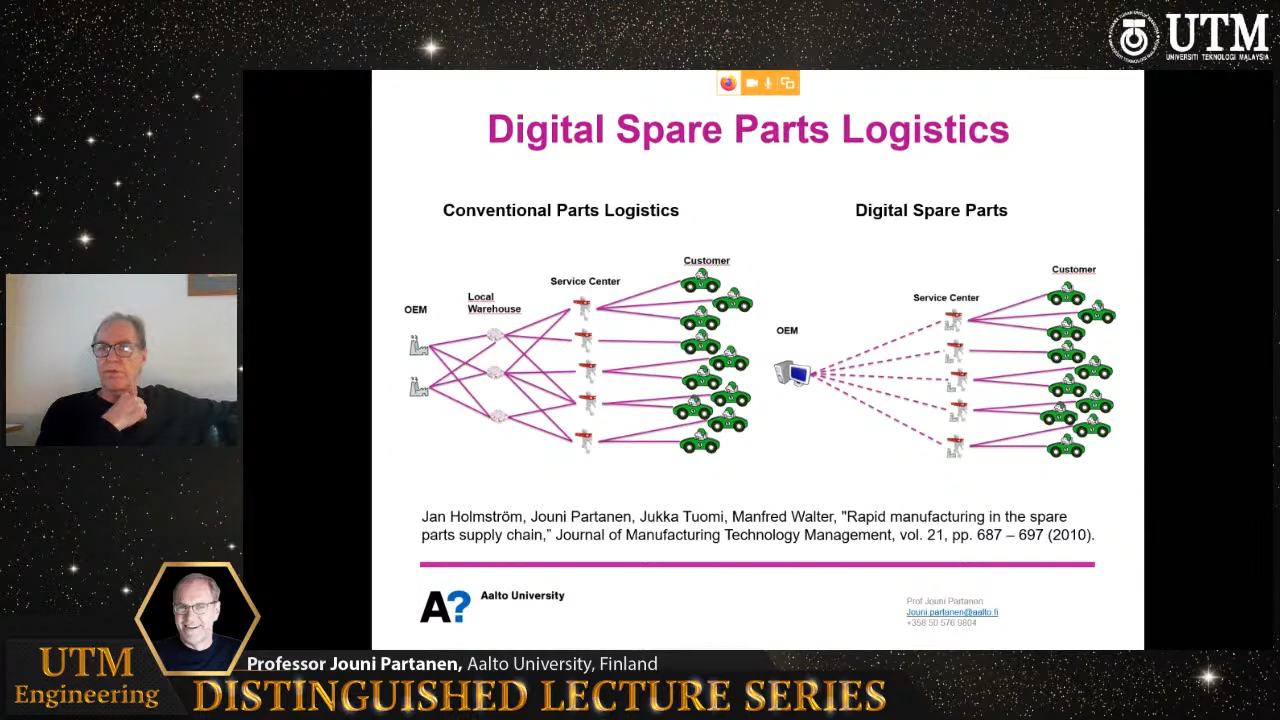 UTM
UNIVERSITI TEKNOLOGI MALAYSIA
Digital Spare Parts Logistics
Conventional Parts Logistics
Digital Spare Parts
OEM
Local
Warehouse
Service Center
Customer
OEM
Service Center
Customer
Jan Holmström, Jouni Partanen, Jukka Tuomi, Manfred Walter, "Rapid manufacturing in the spare
parts supply chain,” Journal of Manufacturing Technology Management, vol. 21, pp. 687 – 697 (2010).
A?
Aalto University
Prof Jouni Partanen
Jouni.partanen@aalto.fi
+358 50 576 9804
UTM
Engineering
Professor Jouni Partanen, Aalto University, Finland
DISTINGUISHED LECTURE SERIES